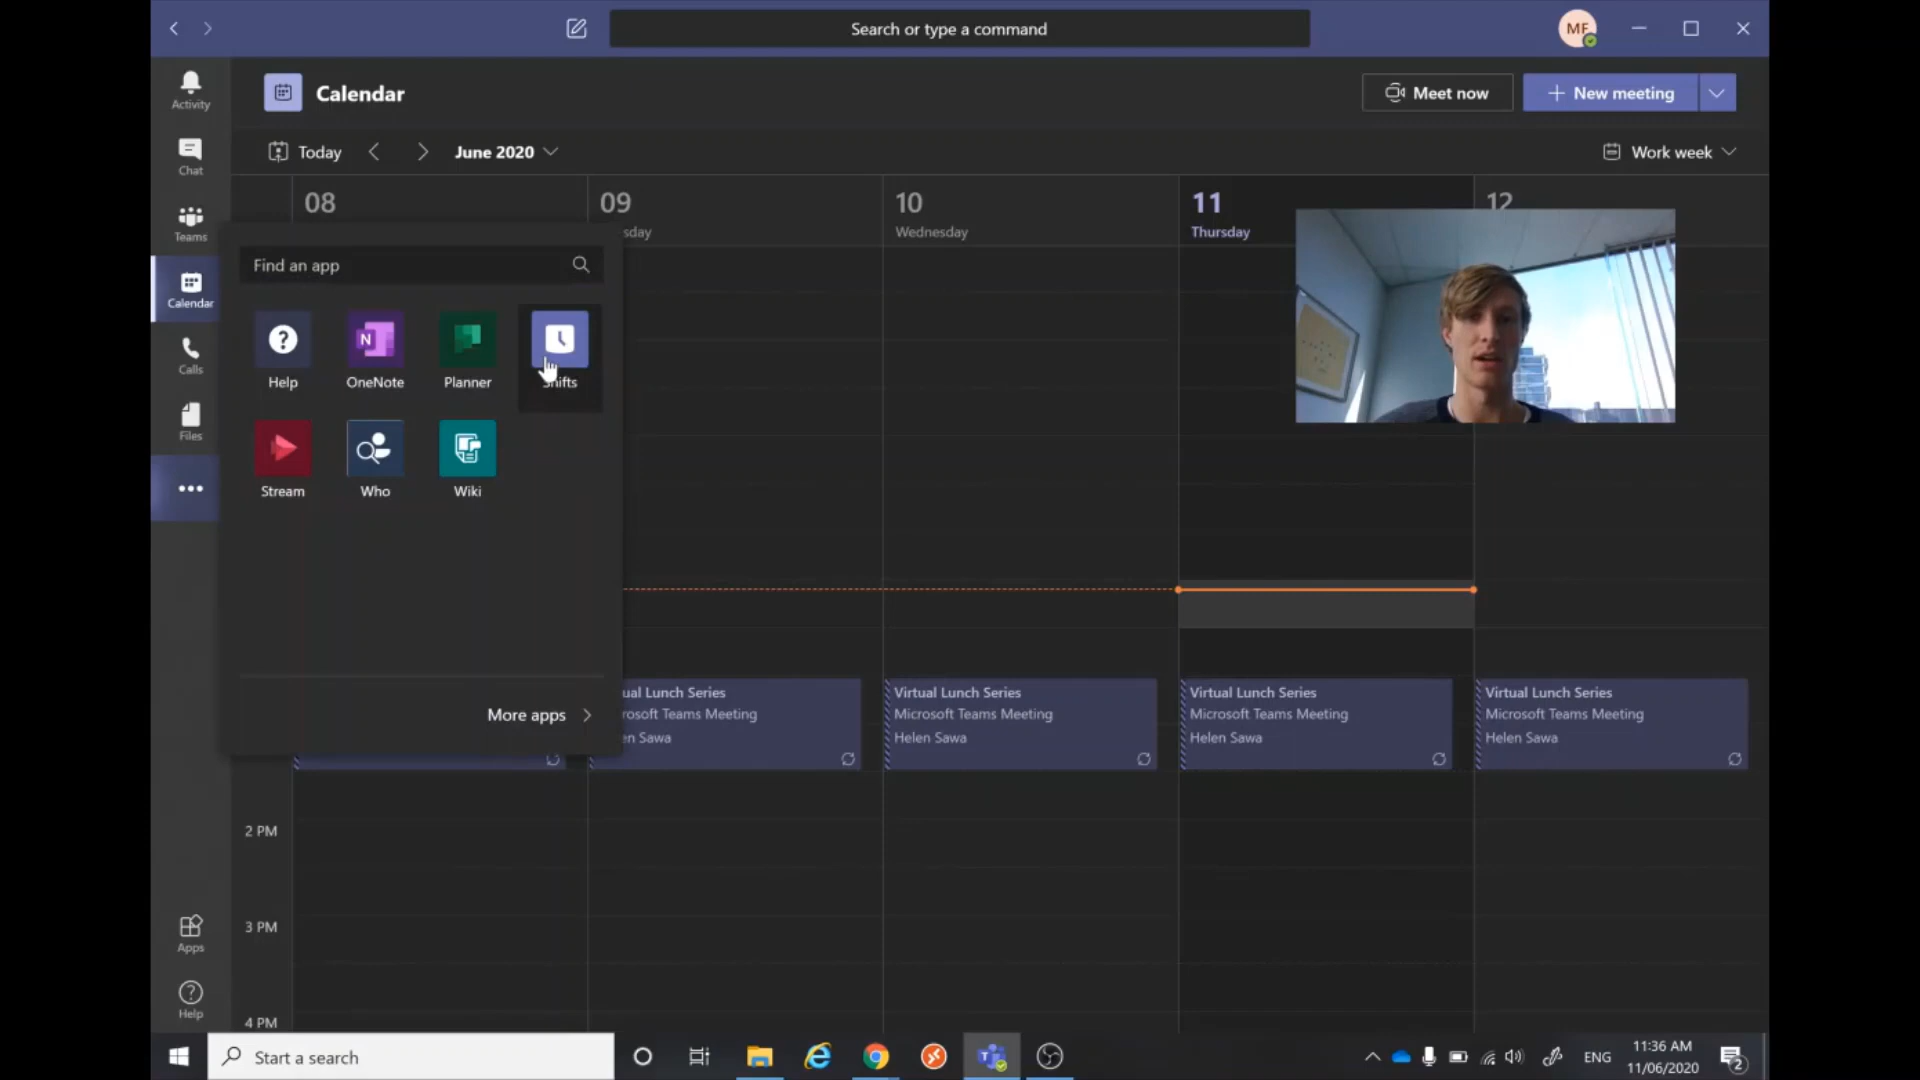 Search or type a command
MF
Activity
Calendar
Meet now
New meeting
Chat
Today
June 2020
Work week
Teams
08
09
10
11
12
sday
Wednesday
Thursday
Find an app
Calendar
Help
OneNote
Planner
Shifts
Calls
Files
Stream
Who
Wiki
More apps
ual Lunch Series
rosoft Teams Meeting
en Sawa
Virtual Lunch Series
Microsoft Teams Meeting
Helen Sawa
Virtual Lunch Series
Microsoft Teams Meeting
Helen Sawa
Virtual Lunch Series
Microsoft Teams Meeting
Helen Sawa
2 PM
3 PM
Apps
Help
4 PM
Start a search
ENG
11:36 AM
11/06/2020
2